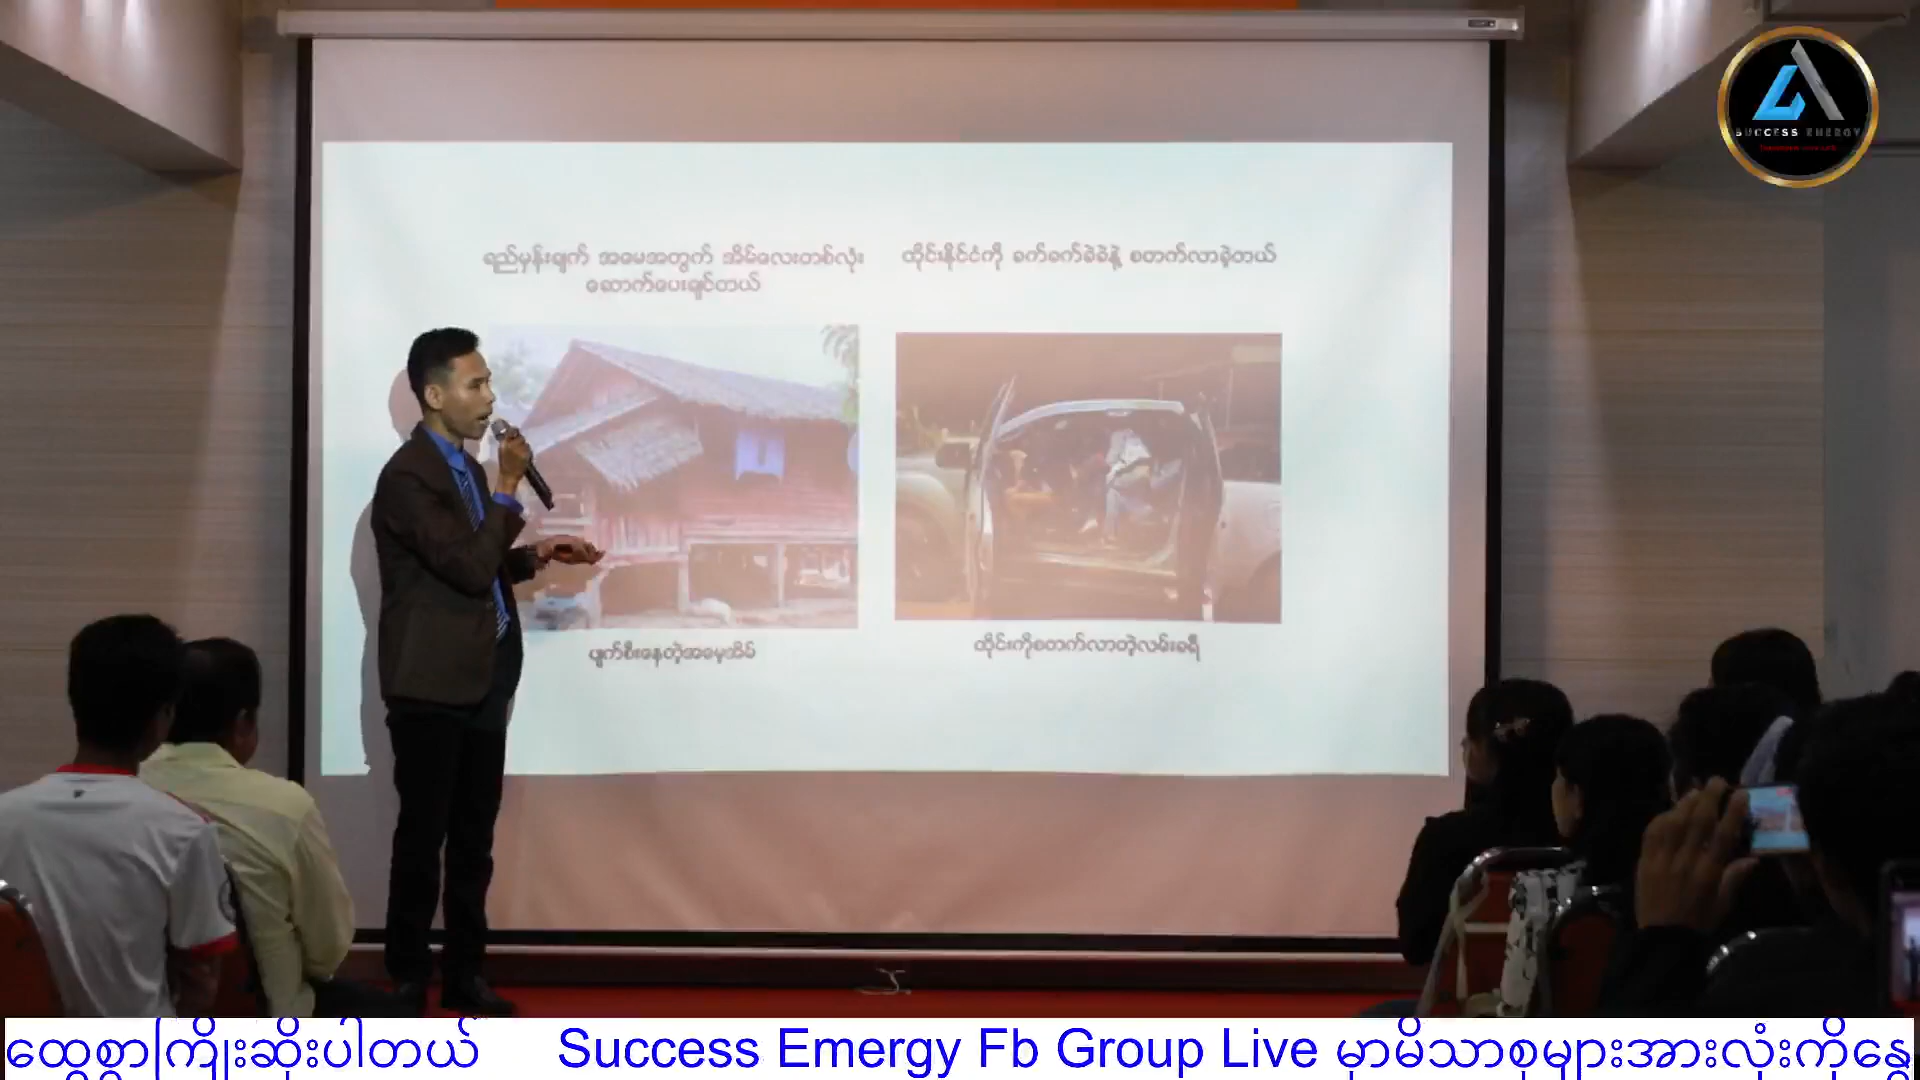 SUCCESS ENERGY
ရည်မှန်းချက် အမေအတွက် အိမ်လေးတစ်လုံး
ဆောက်ပေးချင်တယ်
ထိုင်းနိုင်ငံကို ခက်ခက်ခဲခဲနဲ့ စတက်လာခဲ့တယ်
ပျက်စီးနေတဲ့အမေ့အိမ်
ထိုင်းကိုစတက်လာတဲ့လမ်းခရီ
ထွေစွာကြိုးဆိုးပါတယ် Success Emergy Fb Group Live မှာမိသာစုများအားလုံးကိုနွေ